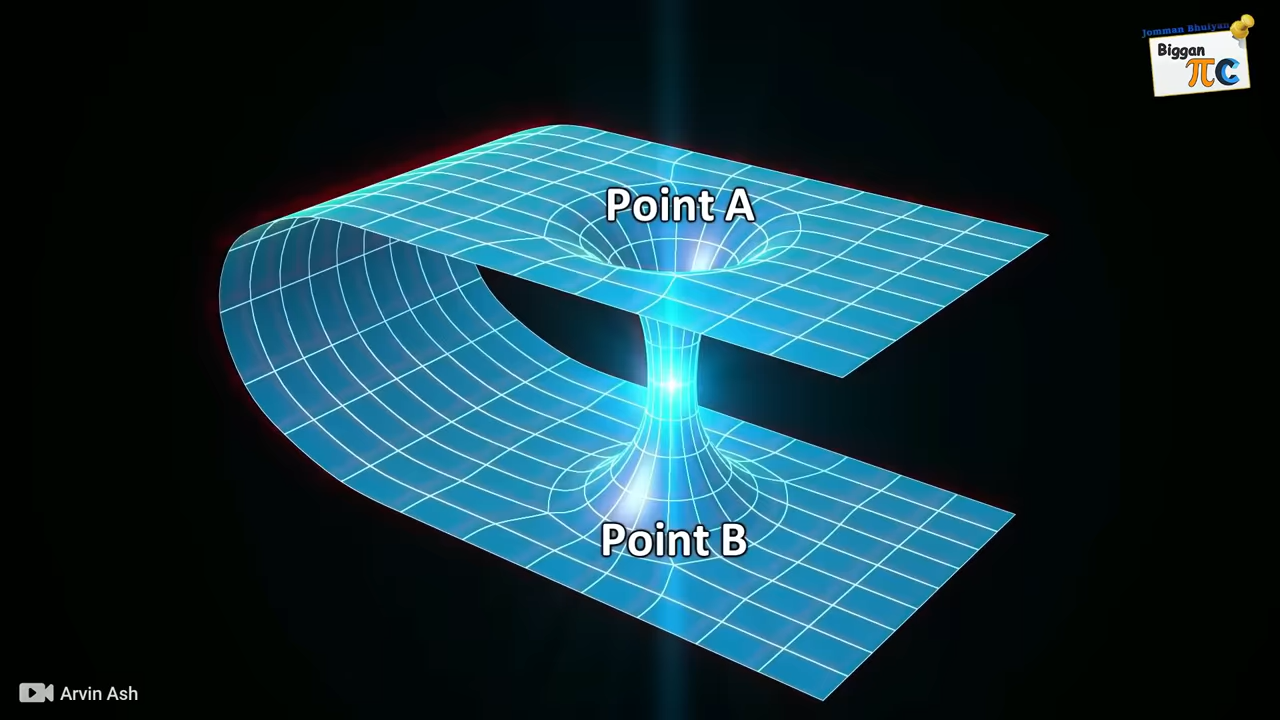 Jomman Bhuiyan
Biggan
πC
Point A
Point B
Arvin Ash